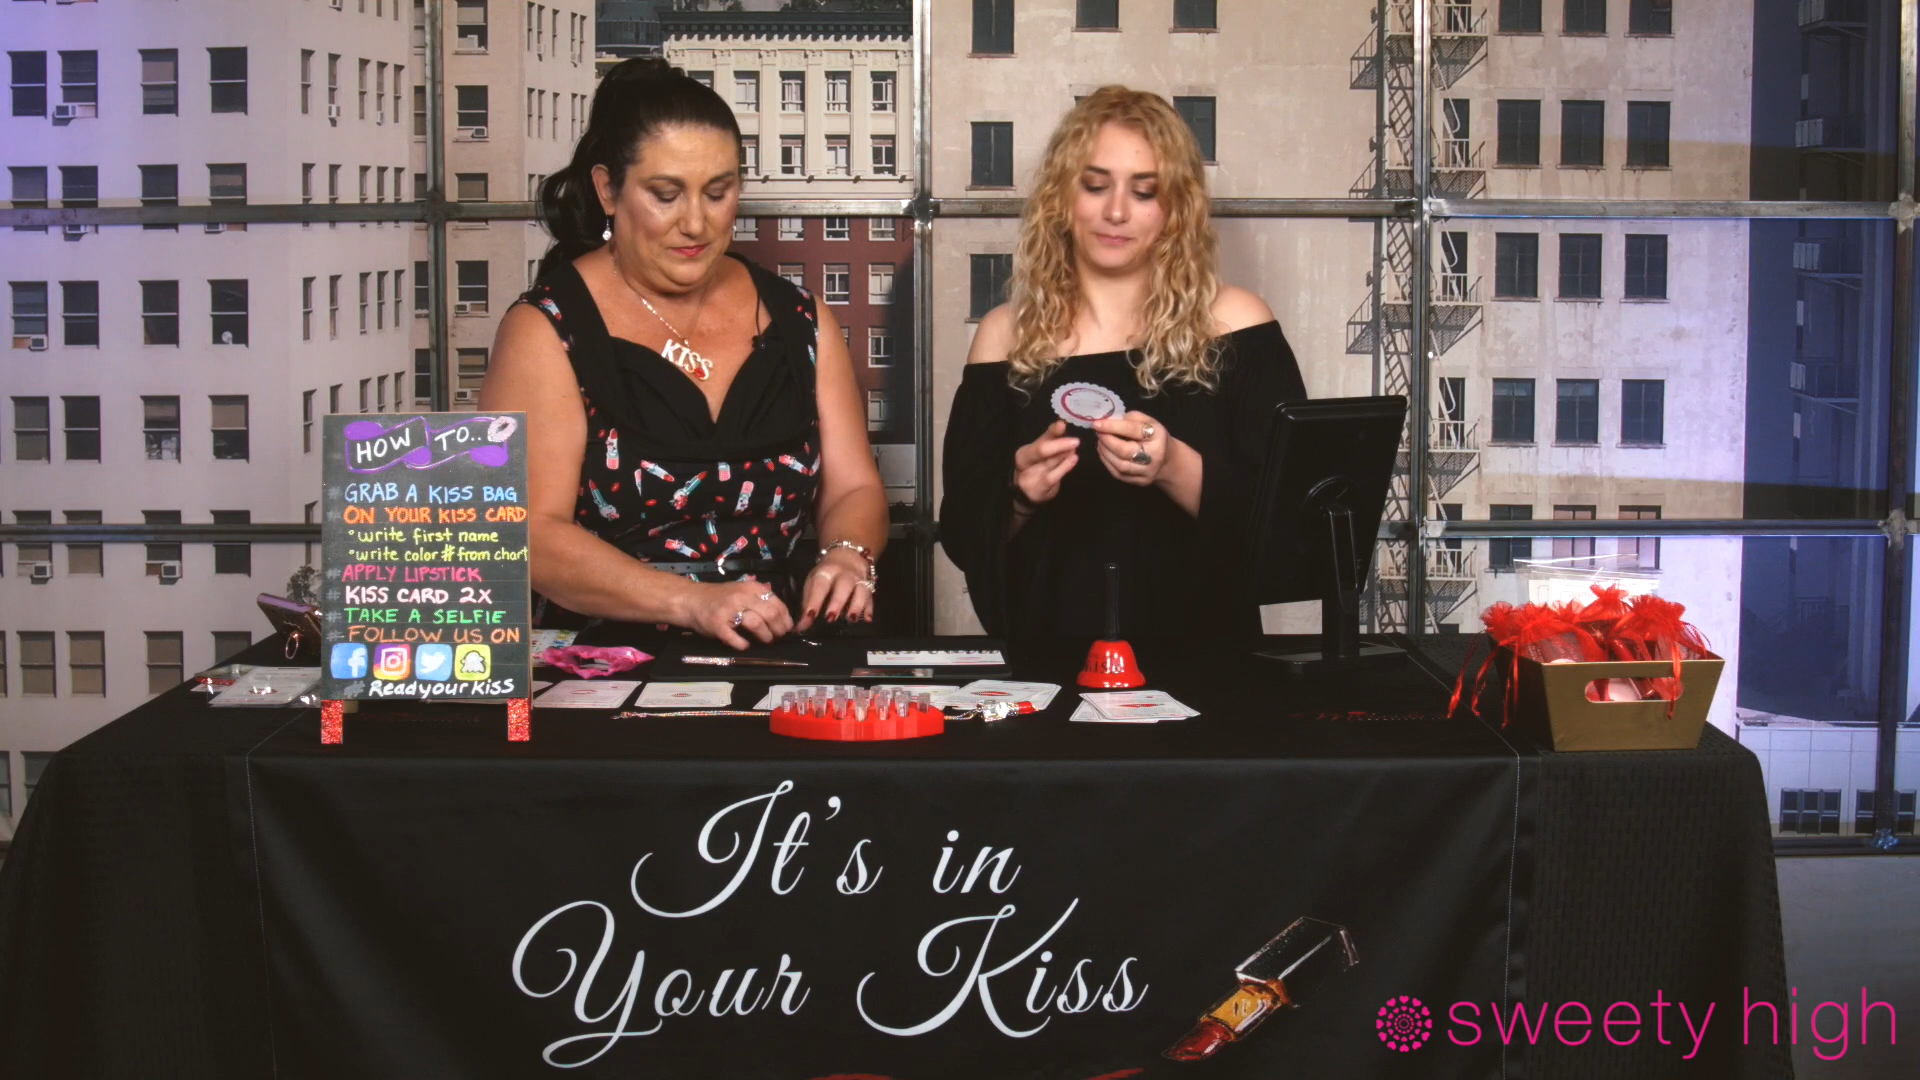 KISS
HOW TO..
# GRAB A KISS BAG
# ON YOUR KISS CARD
°write first name
°write color # from chart
# APPLY LIPSTICK
# KISS CARD 2X
# TAKE A SELFIE
# FOLLOW US ON
# Readyourkiss
It's in
Your Kiss
sweety high